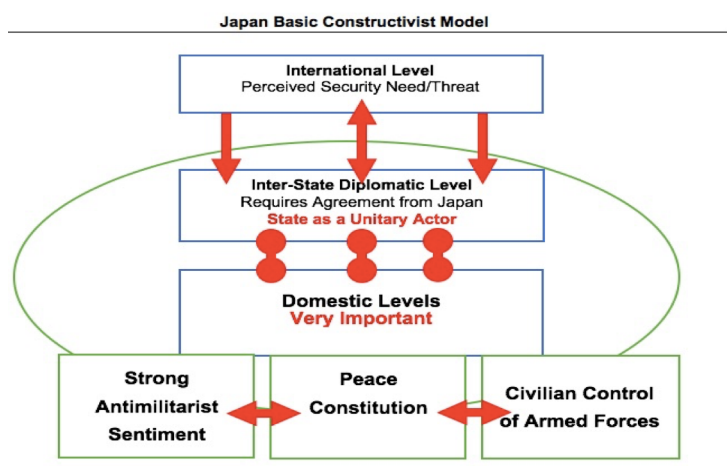 Japan Basic Constructivist Model
International Level
Perceived Security Need/Threat
Inter-State Diplomatic Level
Requires Agreement from Japan
State as a Unitary Actor
Domestic Levels
Very Important
Strong
Antimilitarist
Sentiment
Peace
Constitution
Civilian Control
of Armed Forces